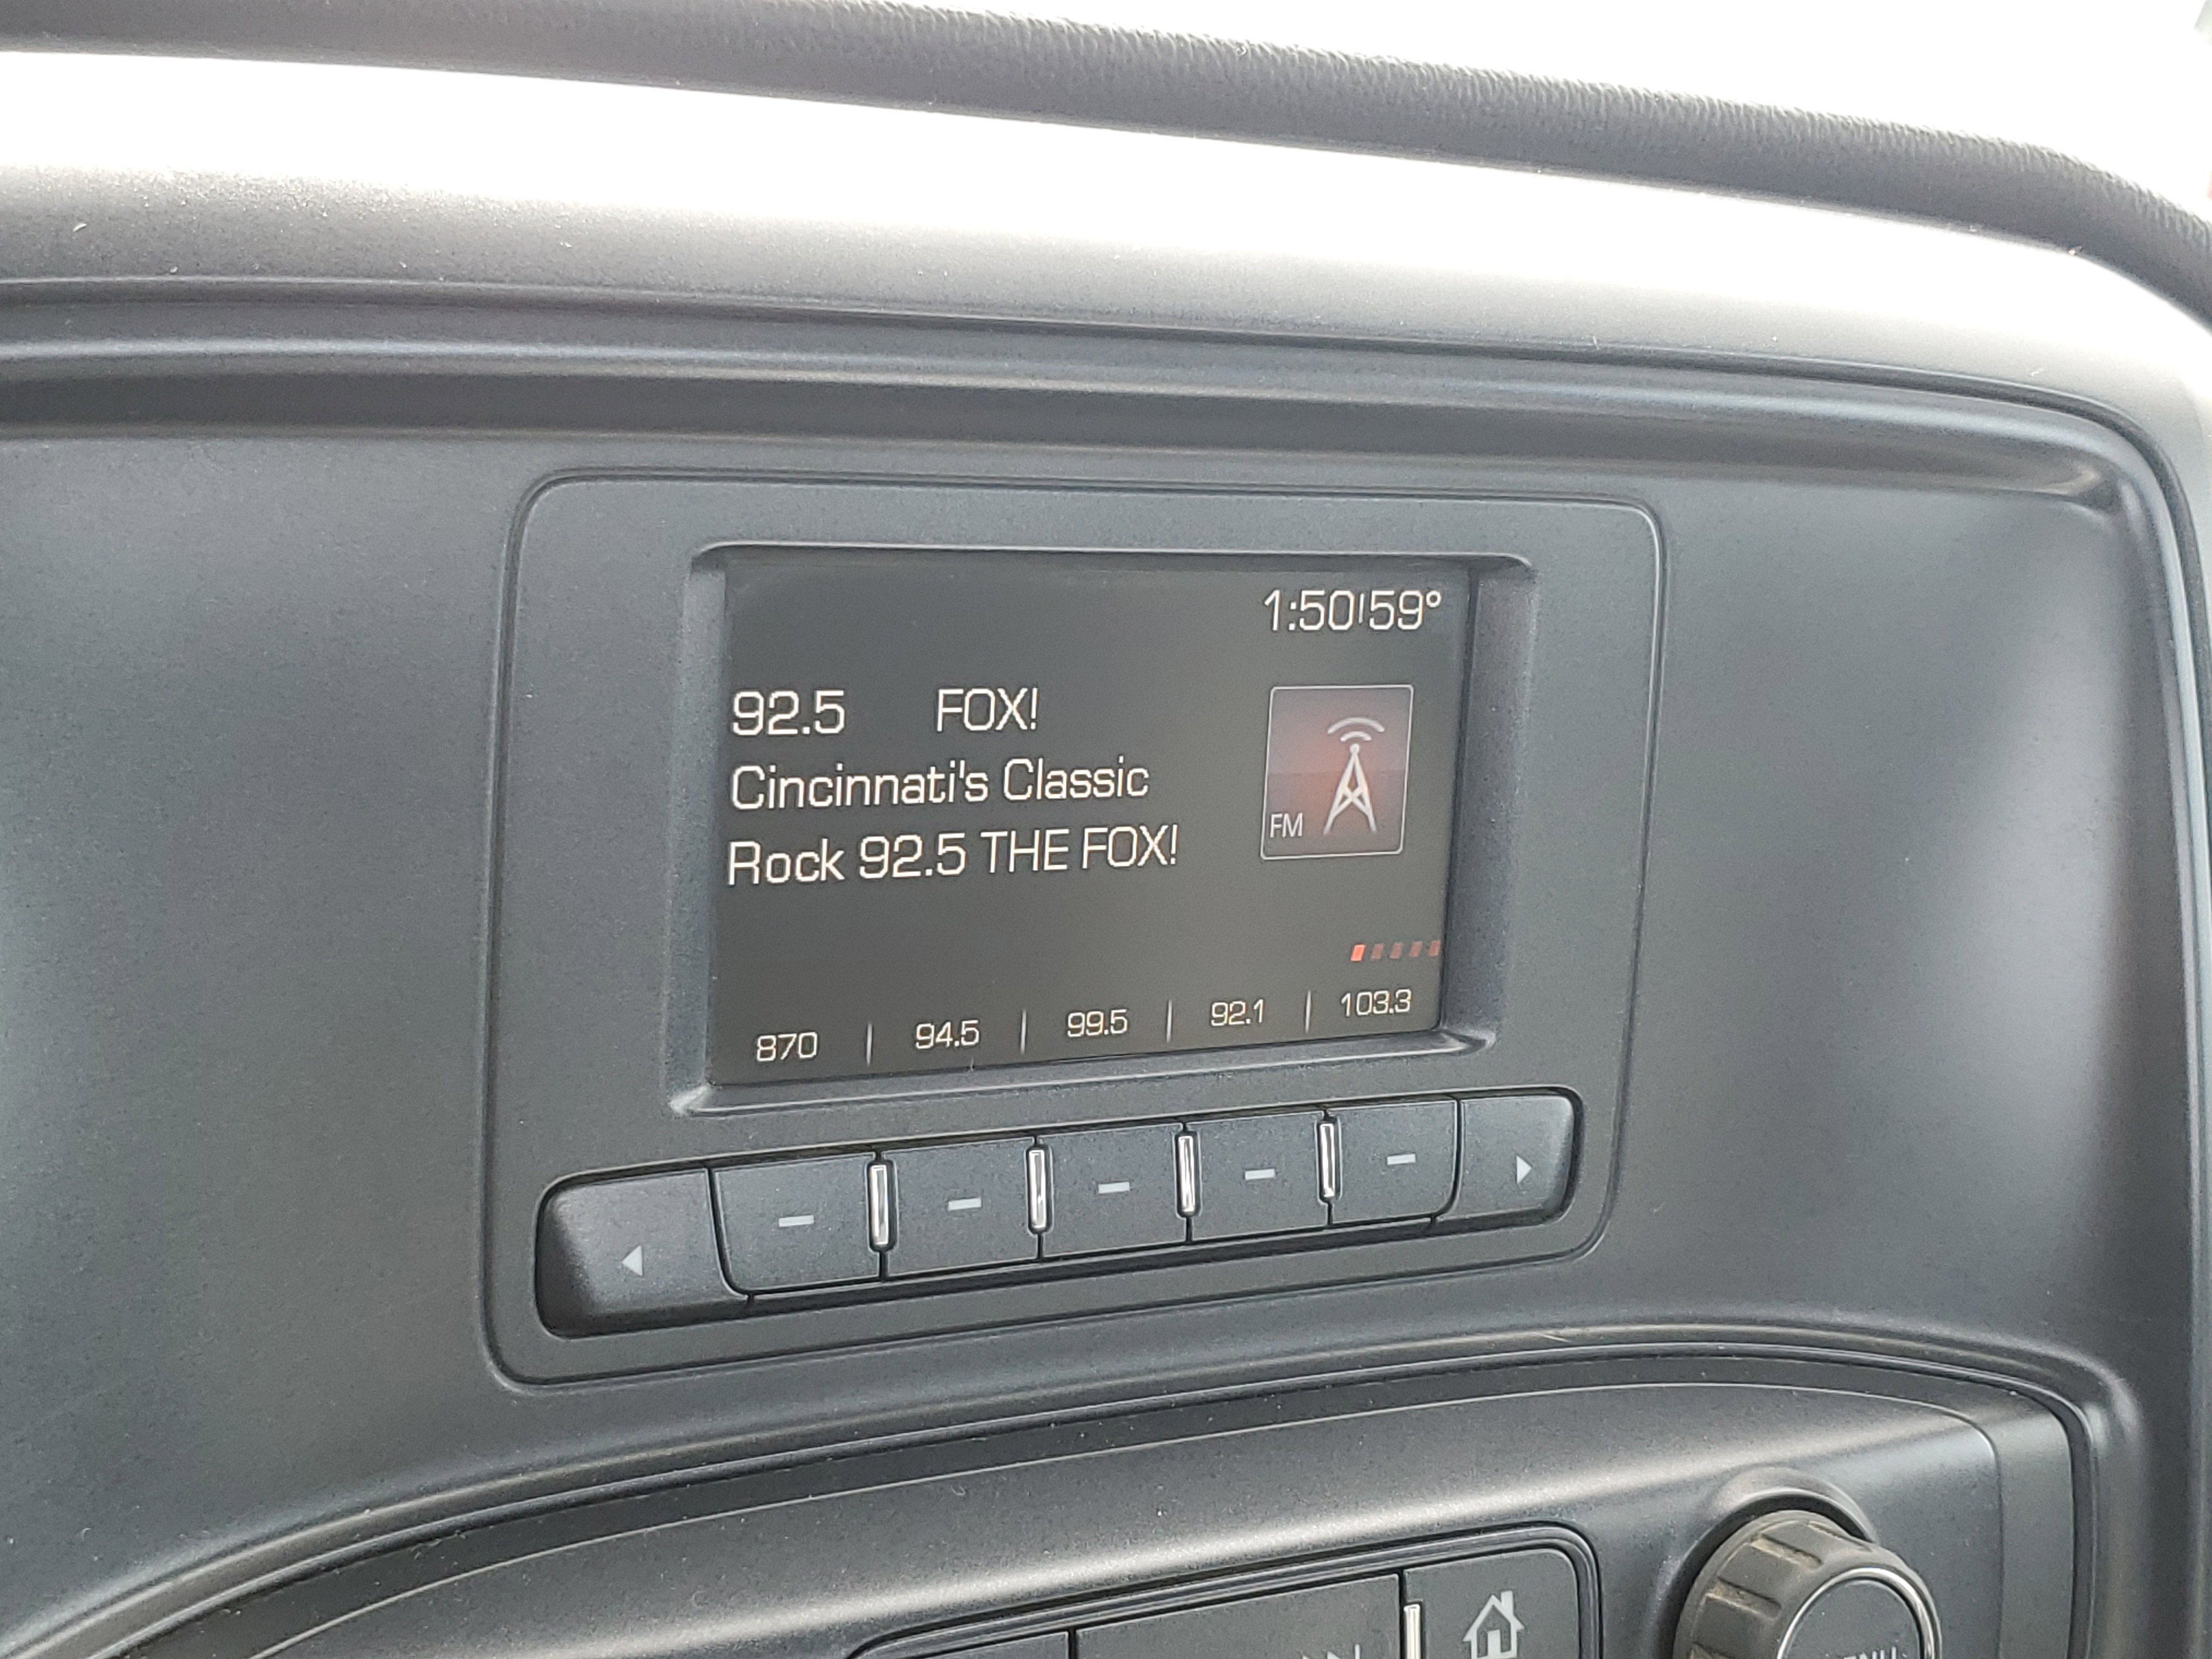 1:50 59°
92.5 FOX!
Cincinnati's Classic
Rock 92.5 THE FOX!
FM
870 | 94.5 | 99.5 | 92.1 | 103.3